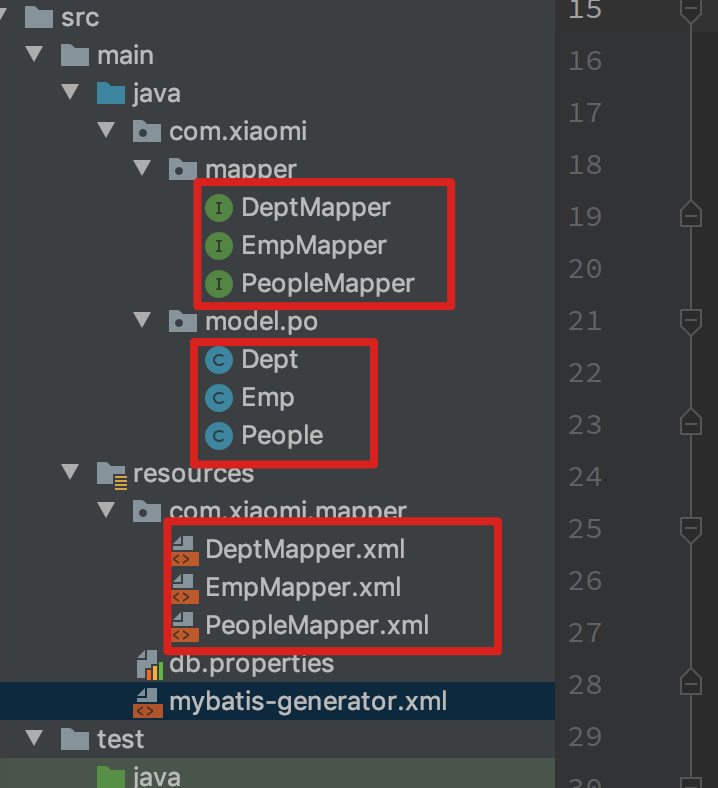 src
main
java
com.xiaomi
mapper
DeptMapper
EmpMapper
PeopleMapper
model.po
Dept
Emp
People
resources
com.xiaomi.mapper
DeptMapper.xml
EmpMapper.xml
PeopleMapper.xml
db.properties
mybatis-generator.xml
test
java
15
16
17
18
19
20
21
22
23
24
25
26
27
28
29
30